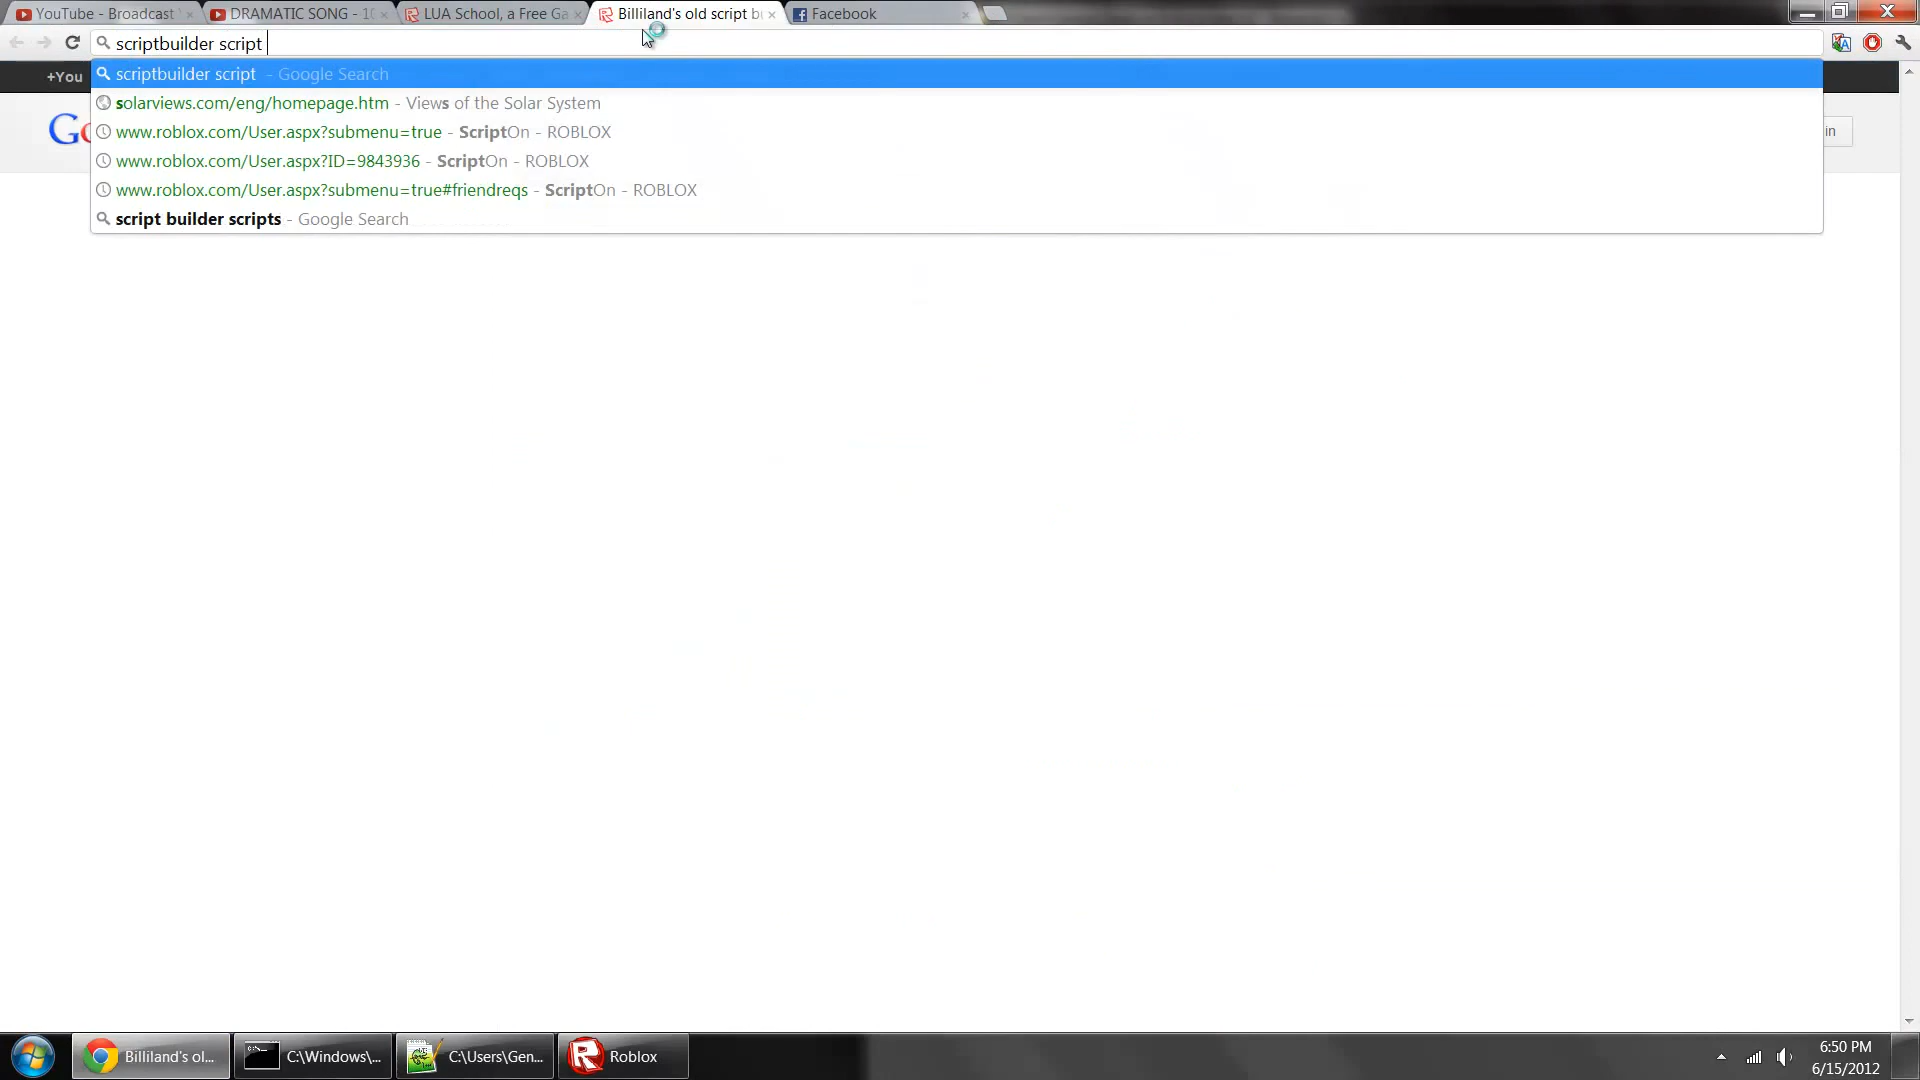 YouTube - Broadcast
DRAMATIC SONG - 10
LUA School, a Free Ga
Billiland's old script b
Facebook
scriptbuilder script
+You
scriptbuilder script - Google Search
solarviews.com/eng/homepage.htm - Views of the Solar System
www.roblox.com/User.aspx?submenu=true - ScriptOn - ROBLOX
www.roblox.com/User.aspx?ID=9843936 - ScriptOn - ROBLOX
www.roblox.com/User.aspx?submenu=true#friendreqs - ScriptOn - ROBLOX
script builder scripts - Google Search
Go
in
Billiland's ol...
C:\Windows\...
C:\Users\Gen...
Roblox
6:50 PM
6/15/2012